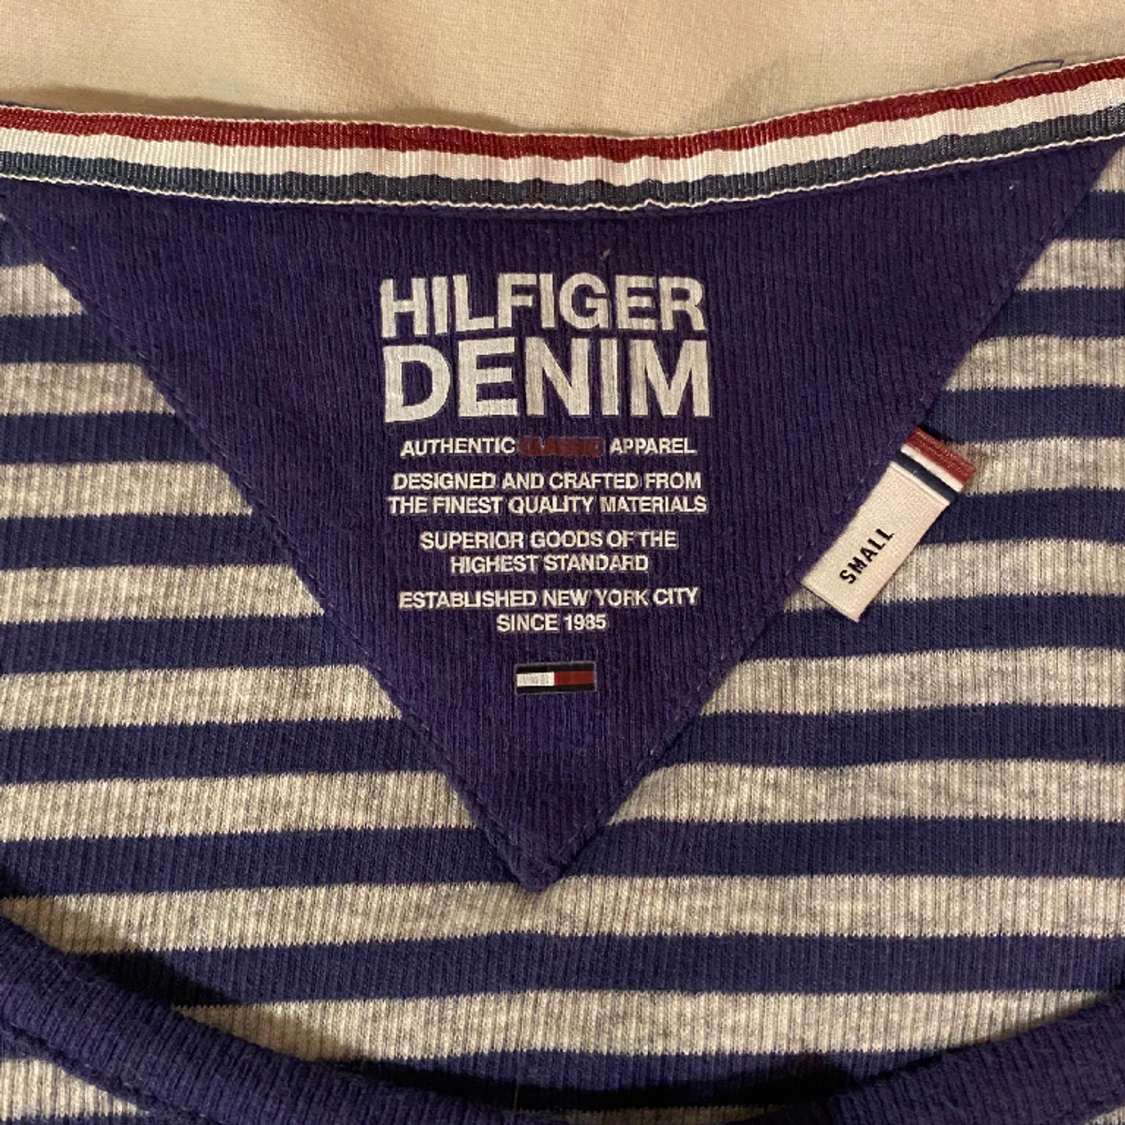 HILFIGER
DENIM
AUTHENTIC CLASSIC APPAREL
DESIGNED AND CRAFTED FROM
THE FINEST QUALITY MATERIALS
SUPERIOR GOODS OF THE
HIGHEST STANDARD
ESTABLISHED NEW YORK CITY
SINCE 1985
SMALL